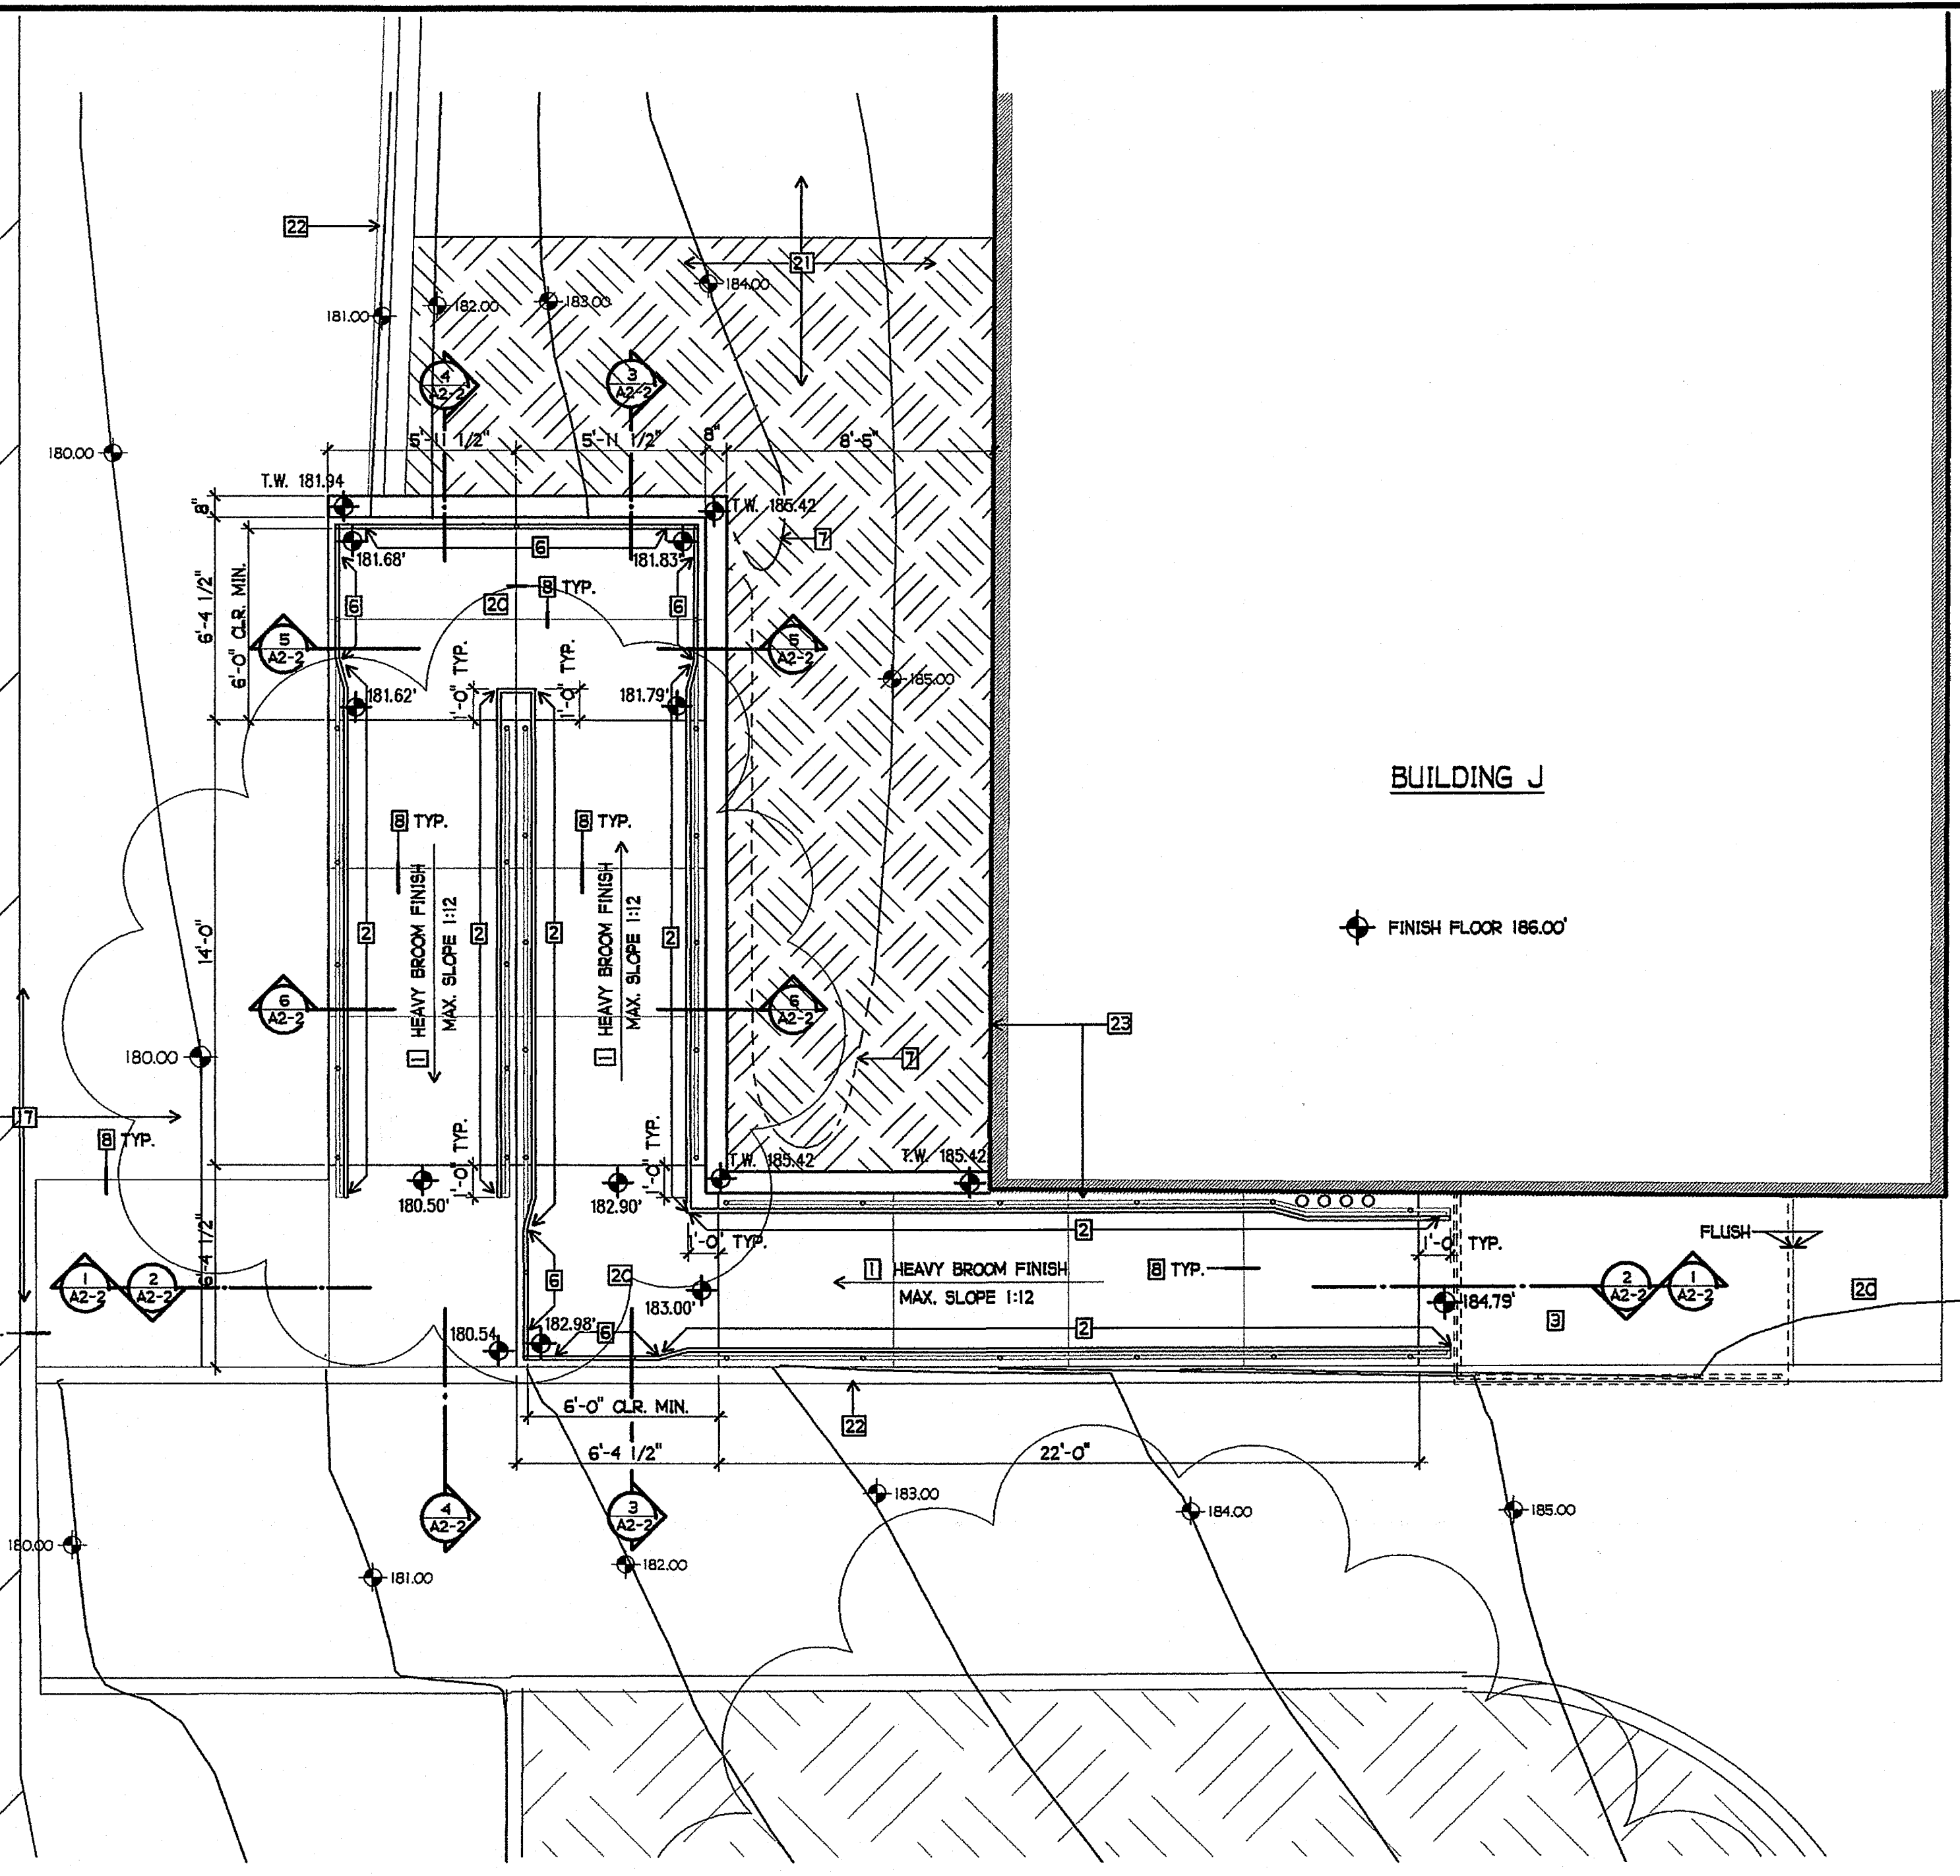 22
21
184.00
183.00
182.00
181.00
4
A2-2
3
A2-2
5'-11 1/2"
5'-11 1/2"
8"
8'-5"
180.00
T.W. 181.94
T.W. 185.42
8"
7
6
181.68'
181.83'
8 TYP.
20
6
6
6'-4 1/2"
6'-0" CLR. MIN.
5
A2-2
5
A2-2
1'-0" TYP.
1'-0" TYP.
185.00
181.62'
181.79'
BUILDING J
8 TYP.
8 TYP.
14'-0"
2
2
2
2
1 HEAVY BROOM FINISH
MAX. SLOPE 1:12
1 HEAVY BROOM FINISH
MAX. SLOPE 1:12
FINISH FLOOR 186.00'
6
A2-2
6
A2-2
23
180.00
7
17
8 TYP.
1'-0" TYP.
1'-0" TYP.
T.W. 185.42
T.W. 185.42
180.50'
182.90'
6'-4 1/2"
2
1'-0" TYP.
1'-0" TYP.
FLUSH
1
A2-2
2
A2-2
6
20
1 HEAVY BROOM FINISH
MAX. SLOPE 1:12
8 TYP.
2
A2-2
1
A2-2
20
183.00'
184.79'
3
180.54
182.98'
6
2
6'-0" CLR. MIN.
22
6'-4 1/2"
22'-0"
4
A2-2
3
A2-2
183.00
184.00
185.00
180.00
181.00
182.00